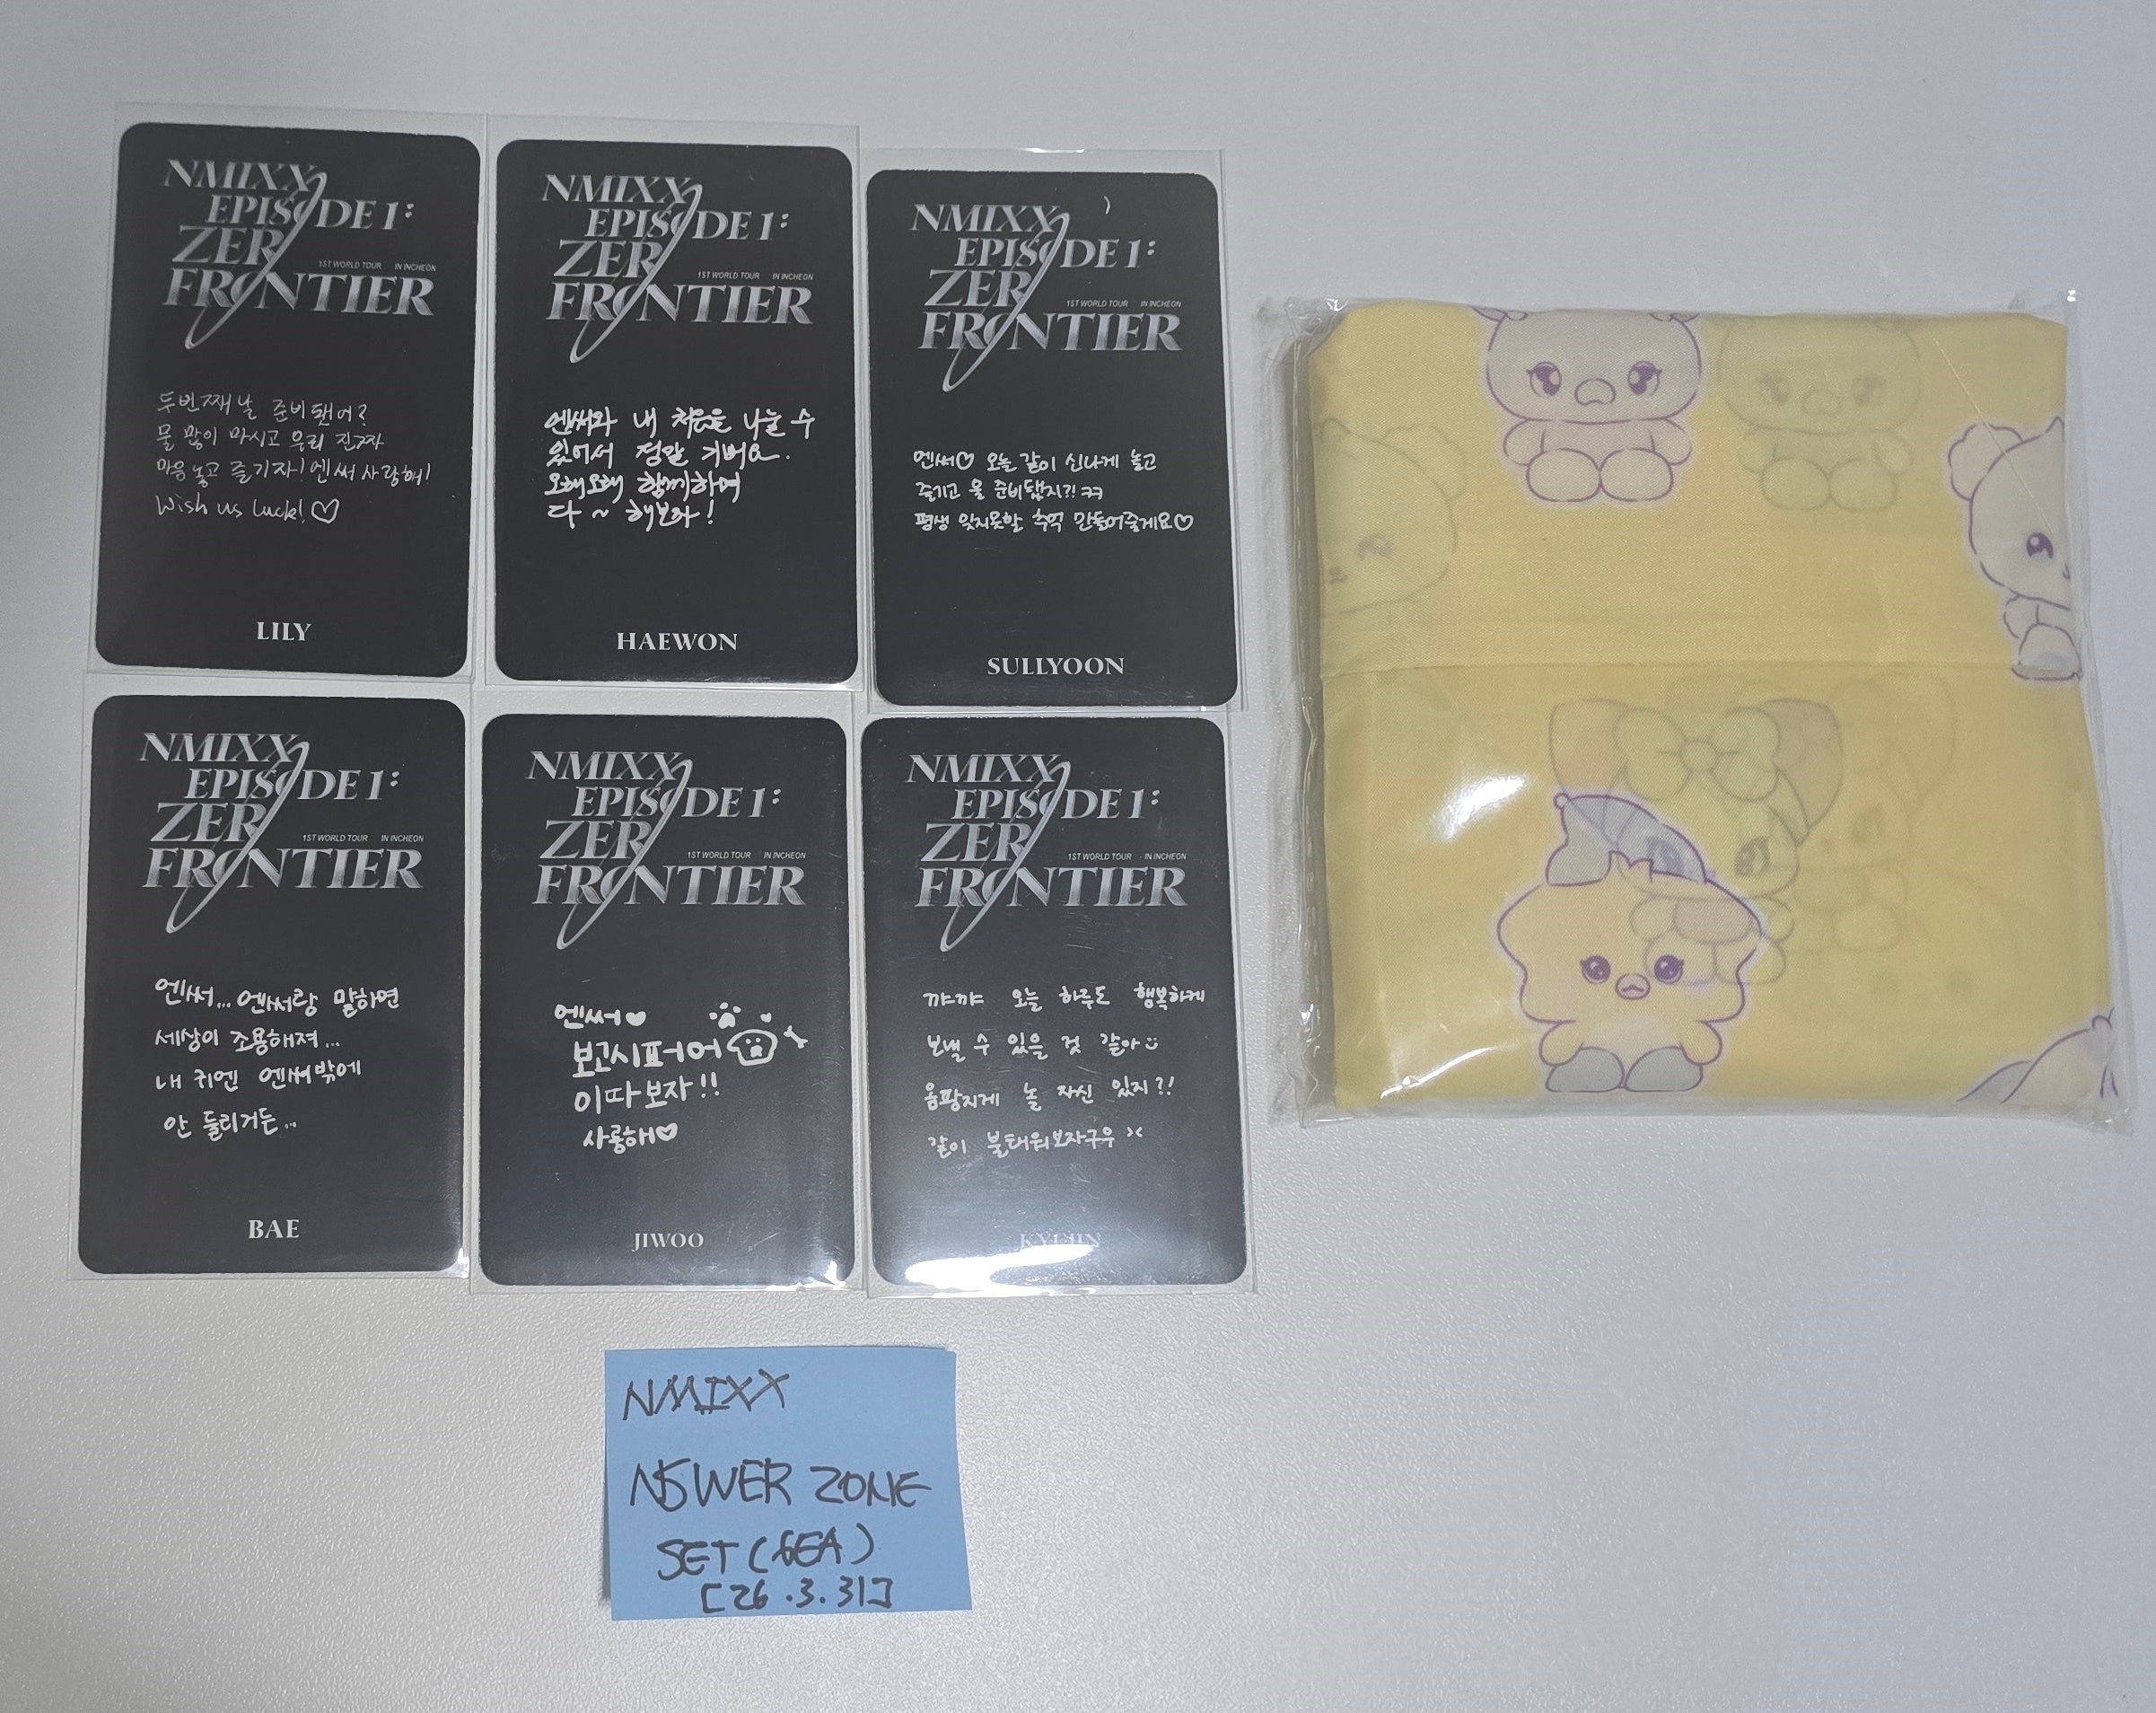 NMIXX
EPISODE 1:
ZERO
1ST WORLD TOUR IN INCHEON
FRONTIER
두번째날 준비됐어?
물 많이 마시고 우리 진짜
마음 놓고 즐기자! 엔써 사랑해!
Wish us luck! ♡
LILY
NMIXX
EPISODE 1:
ZERO
1ST WORLD TOUR IN INCHEON
FRONTIER
엔써와 내 처음을 나눌 수
있어서 정말 기뻐요.
오래오래 함께하며
다~ 해보자!
HAEWON
NMIXX
EPISODE 1:
ZERO
1ST WORLD TOUR IN INCHEON
FRONTIER
엔써♡ 오늘 같이 신나게 놀고
즐기고 올 준비됐지?! ㅋㅋ
평생 잊지못할 추억 만들어줄게요♡
SULLYOON
NMIXX
EPISODE 1:
ZERO
1ST WORLD TOUR IN INCHEON
FRONTIER
엔써... 엔써랑 말하면
세상이 조용해져...
내 귀엔 엔써밖에
안 들리거든...
BAE
NMIXX
EPISODE 1:
ZERO
1ST WORLD TOUR IN INCHEON
FRONTIER
엔써♥
보고시퍼어
이따보자!!
사룽해♡
JIWOO
NMIXX
EPISODE 1:
ZERO
1ST WORLD TOUR IN INCHEON
FRONTIER
꺄꺄 오늘 하루도 행복하게
보낼 수 있을 것 같아
움팡지게 놀 자신 있지?!
같이 불태워보자구우 ><
KYUJIN
NMIXX
NSWER ZONE
SET (6EA)
[26.3.31]